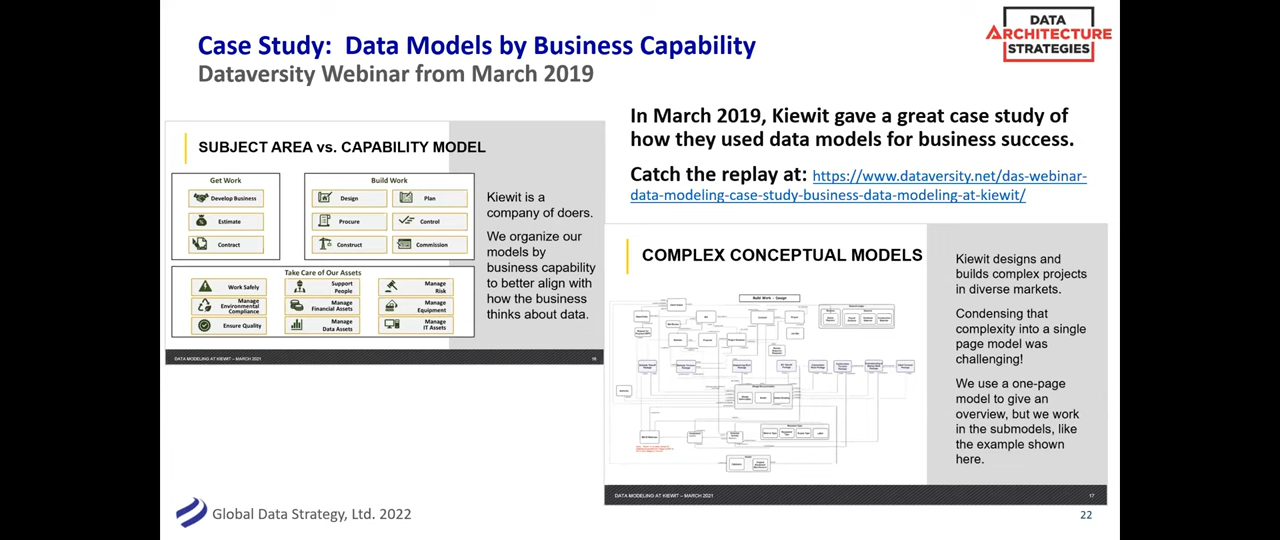 Case Study: Data Models by Business Capability
Dataversity Webinar from March 2019
DATA
ARCHITECTURE
STRATEGIES
In March 2019, Kiewit gave a great case study of
how they used data models for business success.
Catch the replay at: https://www.dataversity.net/das-webinar-
data-modeling-case-study-business-data-modeling-at-kiewit/
SUBJECT AREA vs. CAPABILITY MODEL
Get Work
Develop Business
Estimate
Contract
Build Work
Design
Plan
Procure
Control
Construct
Commission
Take Care of Our Assets
Work Safely
Support
People
Manage
Risk
Manage
Environmental
Compliance
Manage
Financial Assets
Manage
Equipment
Ensure Quality
Manage
Data Assets
Manage
IT Assets
Kiewit is a
company of doers.
We organize our
models by
business capability
to better align with
how the business
thinks about data.
DATA MODELING AT KIEWIT – MARCH 2021
16
COMPLEX CONCEPTUAL MODELS
Build Work - Design
Kiewit designs and
builds complex projects
in diverse markets.
Condensing that
complexity into a single
page model was
challenging!
We use a one-page
model to give an
overview, but we work
in the submodels, like
the example shown
here.
DATA MODELING AT KIEWIT – MARCH 2021
17
Global Data Strategy, Ltd. 2022
22